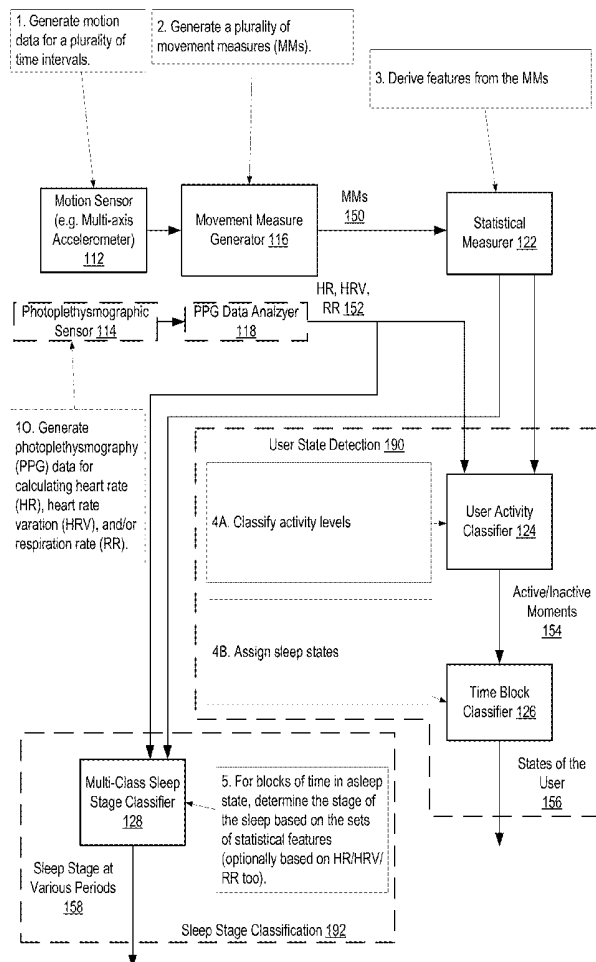 1. Generate motion
data for a plurality of
time intervals.
2. Generate a plurality of
movement measures (MMs).
3. Derive features from the MMs
Motion Sensor
(e.g. Multi-axis
Accelerometer)
112
Movement Measure
Generator 116
MMs
150
Statistical
Measurer 122
Photoplethysmographic
Sensor 114
PPG Data Analzyer
118
HR, HRV,
RR 152
1O. Generate
photoplethysmography
(PPG) data for
calculating heart rate
(HR), heart rate
varation (HRV), and/or
respiration rate (RR).
User State Detection 190
4A. Classify activity levels
User Activity
Classifier 124
Active/Inactive
Moments
154
4B. Assign sleep states
Time Block
Classifier 126
States of the
User
156
Multi-Class Sleep
Stage Classifier
128
5. For blocks of time in asleep
state, determine the stage of
the sleep based on the sets
of statistical features
(optionally based on HR/HRV/
RR too).
Sleep Stage at
Various Periods
158
Sleep Stage Classification 192